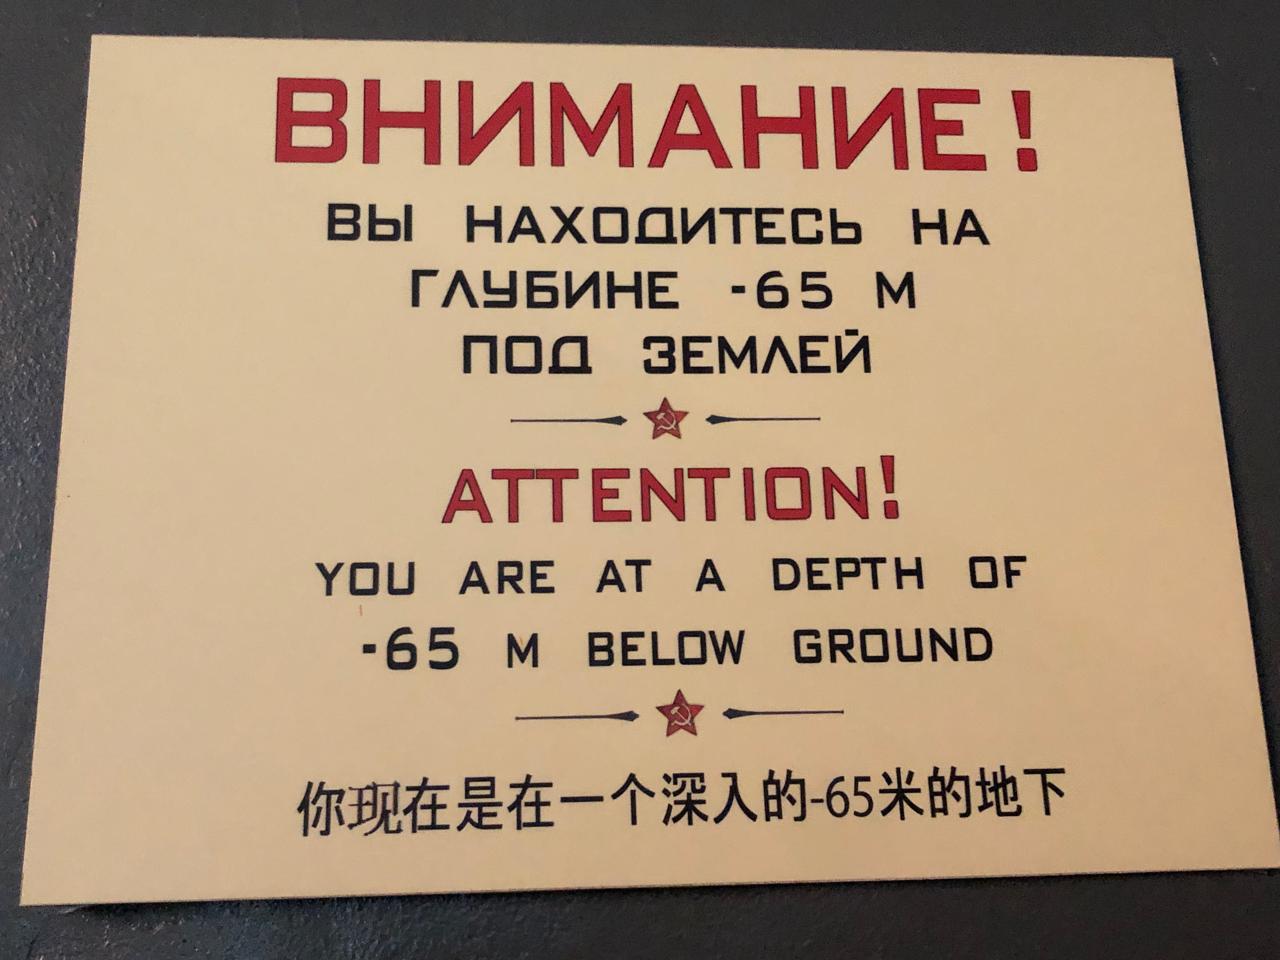 ВНИМАНИЕ!
ВЫ НАХОДИТЕСЬ НА
ГЛУБИНЕ -65 М
ПОД ЗЕМЛЕЙ
ATTENTION!
YOU ARE AT A DEPTH OF
-65 M BELOW GROUND
你现在是在一个深入的-65米的地下